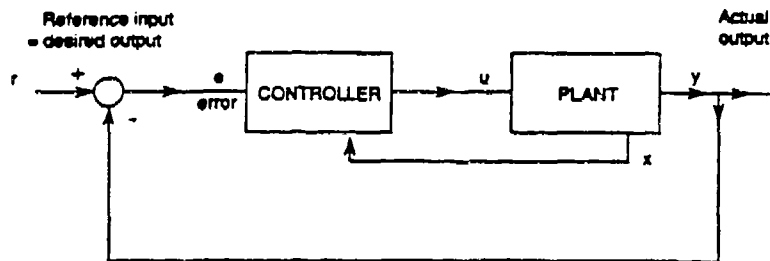 Reference input
= desired output
Actual
output
r
+
-
e
error
CONTROLLER
u
PLANT
y
x